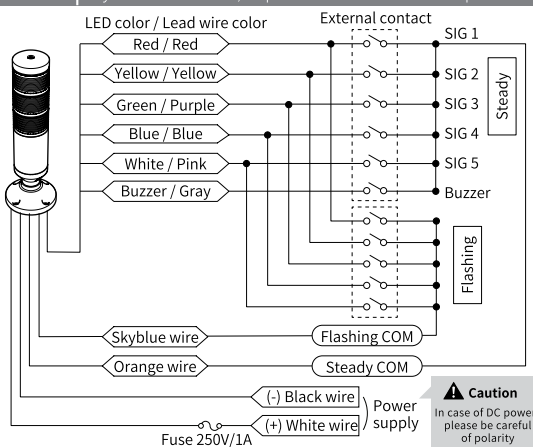 LED color / Lead wire color
External contact
Red / Red
SIG 1
Yellow / Yellow
SIG 2
Green / Purple
SIG 3
Steady
Blue / Blue
SIG 4
White / Pink
SIG 5
Buzzer / Gray
Buzzer
Flashing
Skyblue wire
Flashing COM
Orange wire
Steady COM
(-) Black wire
(+) White wire
Power
supply
Fuse 250V/1A
Caution
In case of DC power
please be careful
of polarity